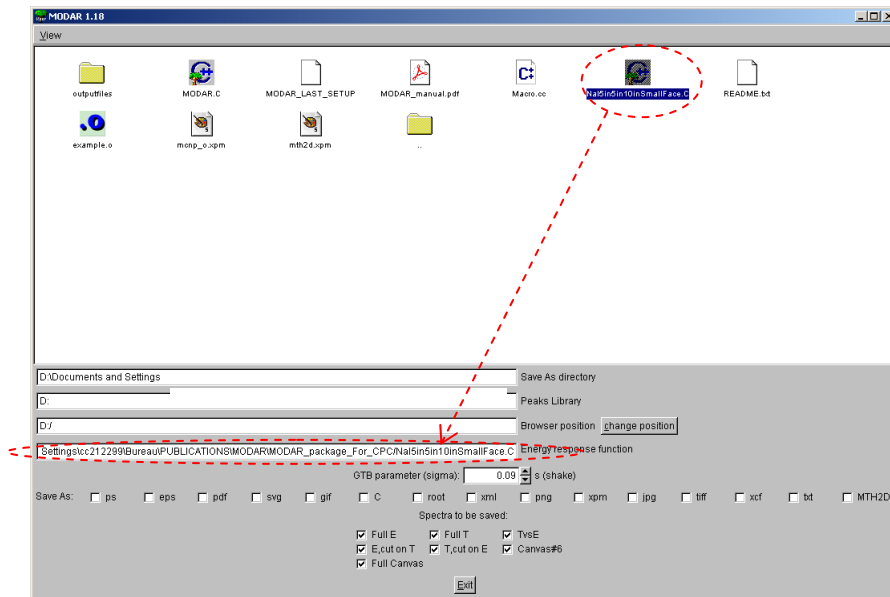 MODAR 1.18
View
outputfiles MODAR.C MODAR_LAST_SETUP MODAR_manual.pdf Macro.cc NaI5in5in10inSmallFace.C README.txt
example.o mcnp_o.xpm mth2d.xpm ..
D:\Documents and Settings Save As directory
D: Peaks Library
D:/ Browser position change position
Settings\cc212299\Bureau\PUBLICATIONS\MODAR\MODAR_package_For_CPC/NaI5in5in10inSmallFace.C Energy response function
GTB parameter (sigma): 0.09 s (shake)
Save As: ps eps pdf svg gif C root xml png xpm jpg tiff xcf txt MTH2D
Spectra to be saved:
Full E Full T TvsE
E,cut on T T,cut on E Canvas#6
Full Canvas
Exit